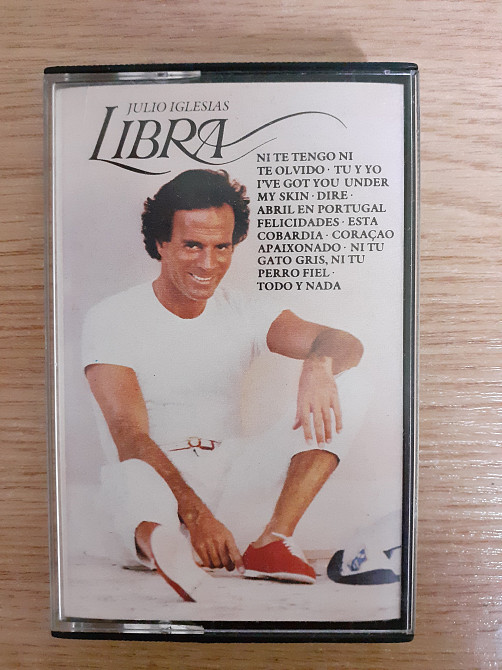 JULIO IGLESIAS
LIBRA
NI TE TENGO NI
TE OLVIDO · TU Y YO
I'VE GOT YOU UNDER
MY SKIN · DIRE ·
ABRIL EN PORTUGAL
FELICIDADES · ESTA
COBARDIA · CORAÇAO
APAIXONADO · NI TU
GATO GRIS, NI TU
PERRO FIEL ·
TODO Y NADA